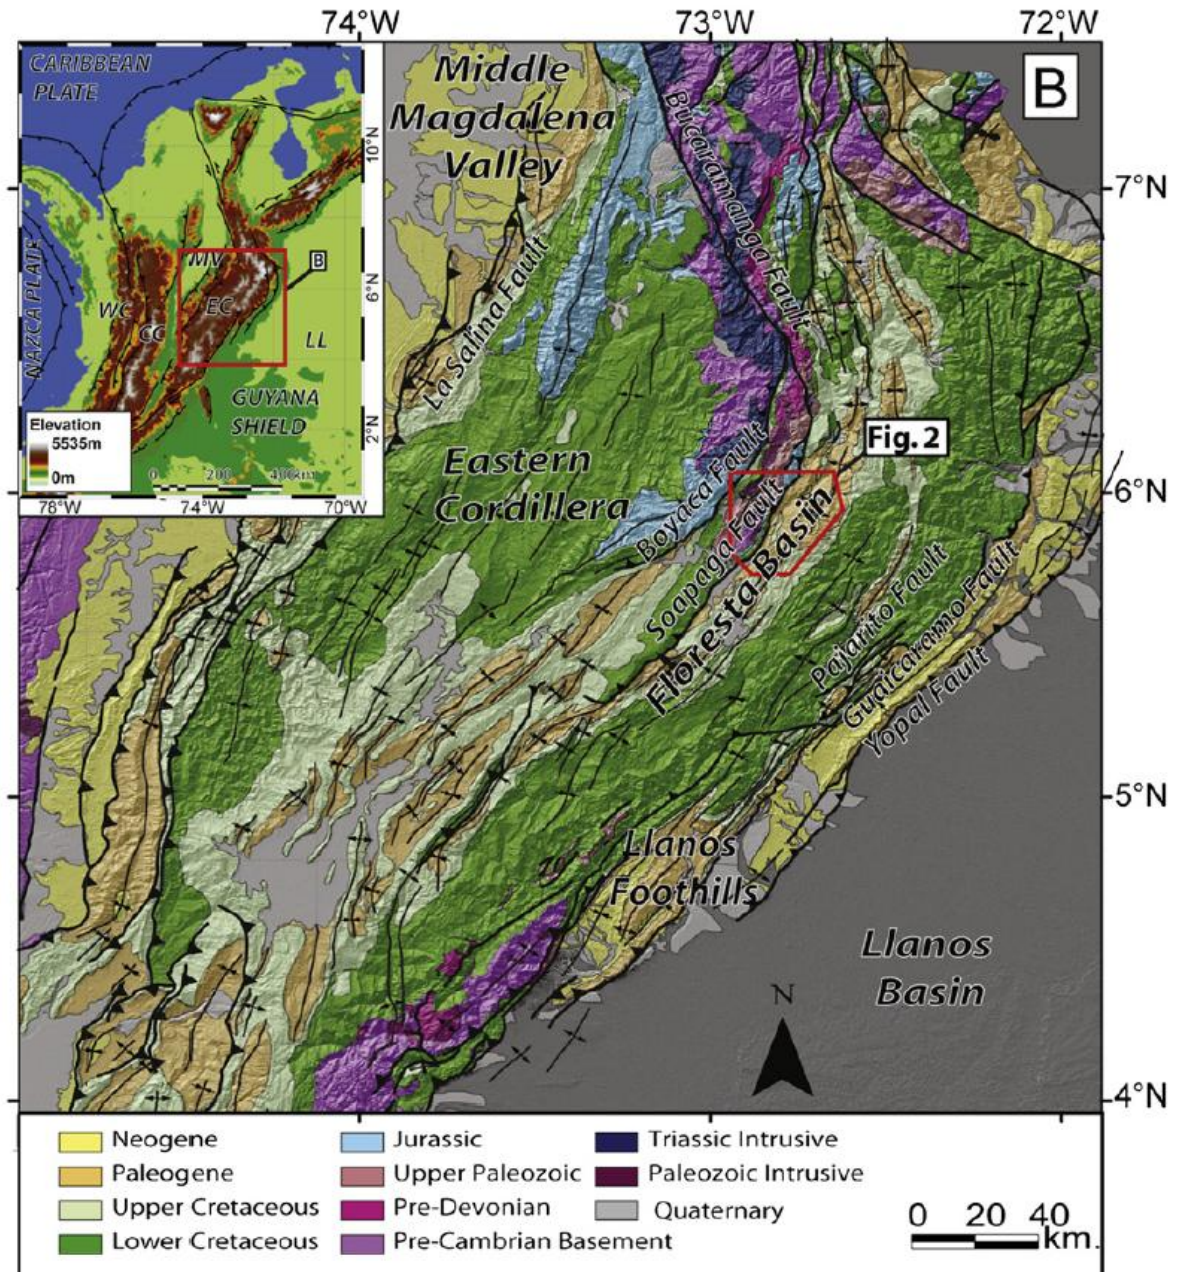 74°W
73°W
72°W
CARIBBEAN
PLATE
NAZCA PLATE
10°N
6°N
2°N
MV
WC
CC
EC
LL
B
GUYANA
SHIELD
Elevation
5535m
0m
0 200 400km
78°W
74°W
70°W
Middle
Magdalena
Valley
B
Bucaramanga Fault
La Salina Fault
7°N
Eastern
Cordillera
Fig. 2
Boyaca Fault
Soapaga Fault
Floresta Basin
6°N
Pajarito Fault
Guaicaramo Fault
Yopal Fault
5°N
Llanos
Foothills
Llanos
Basin
N
4°N
Neogene
Paleogene
Upper Cretaceous
Lower Cretaceous
Jurassic
Upper Paleozoic
Pre-Devonian
Pre-Cambrian Basement
Triassic Intrusive
Paleozoic Intrusive
Quaternary
0 20 40
km.